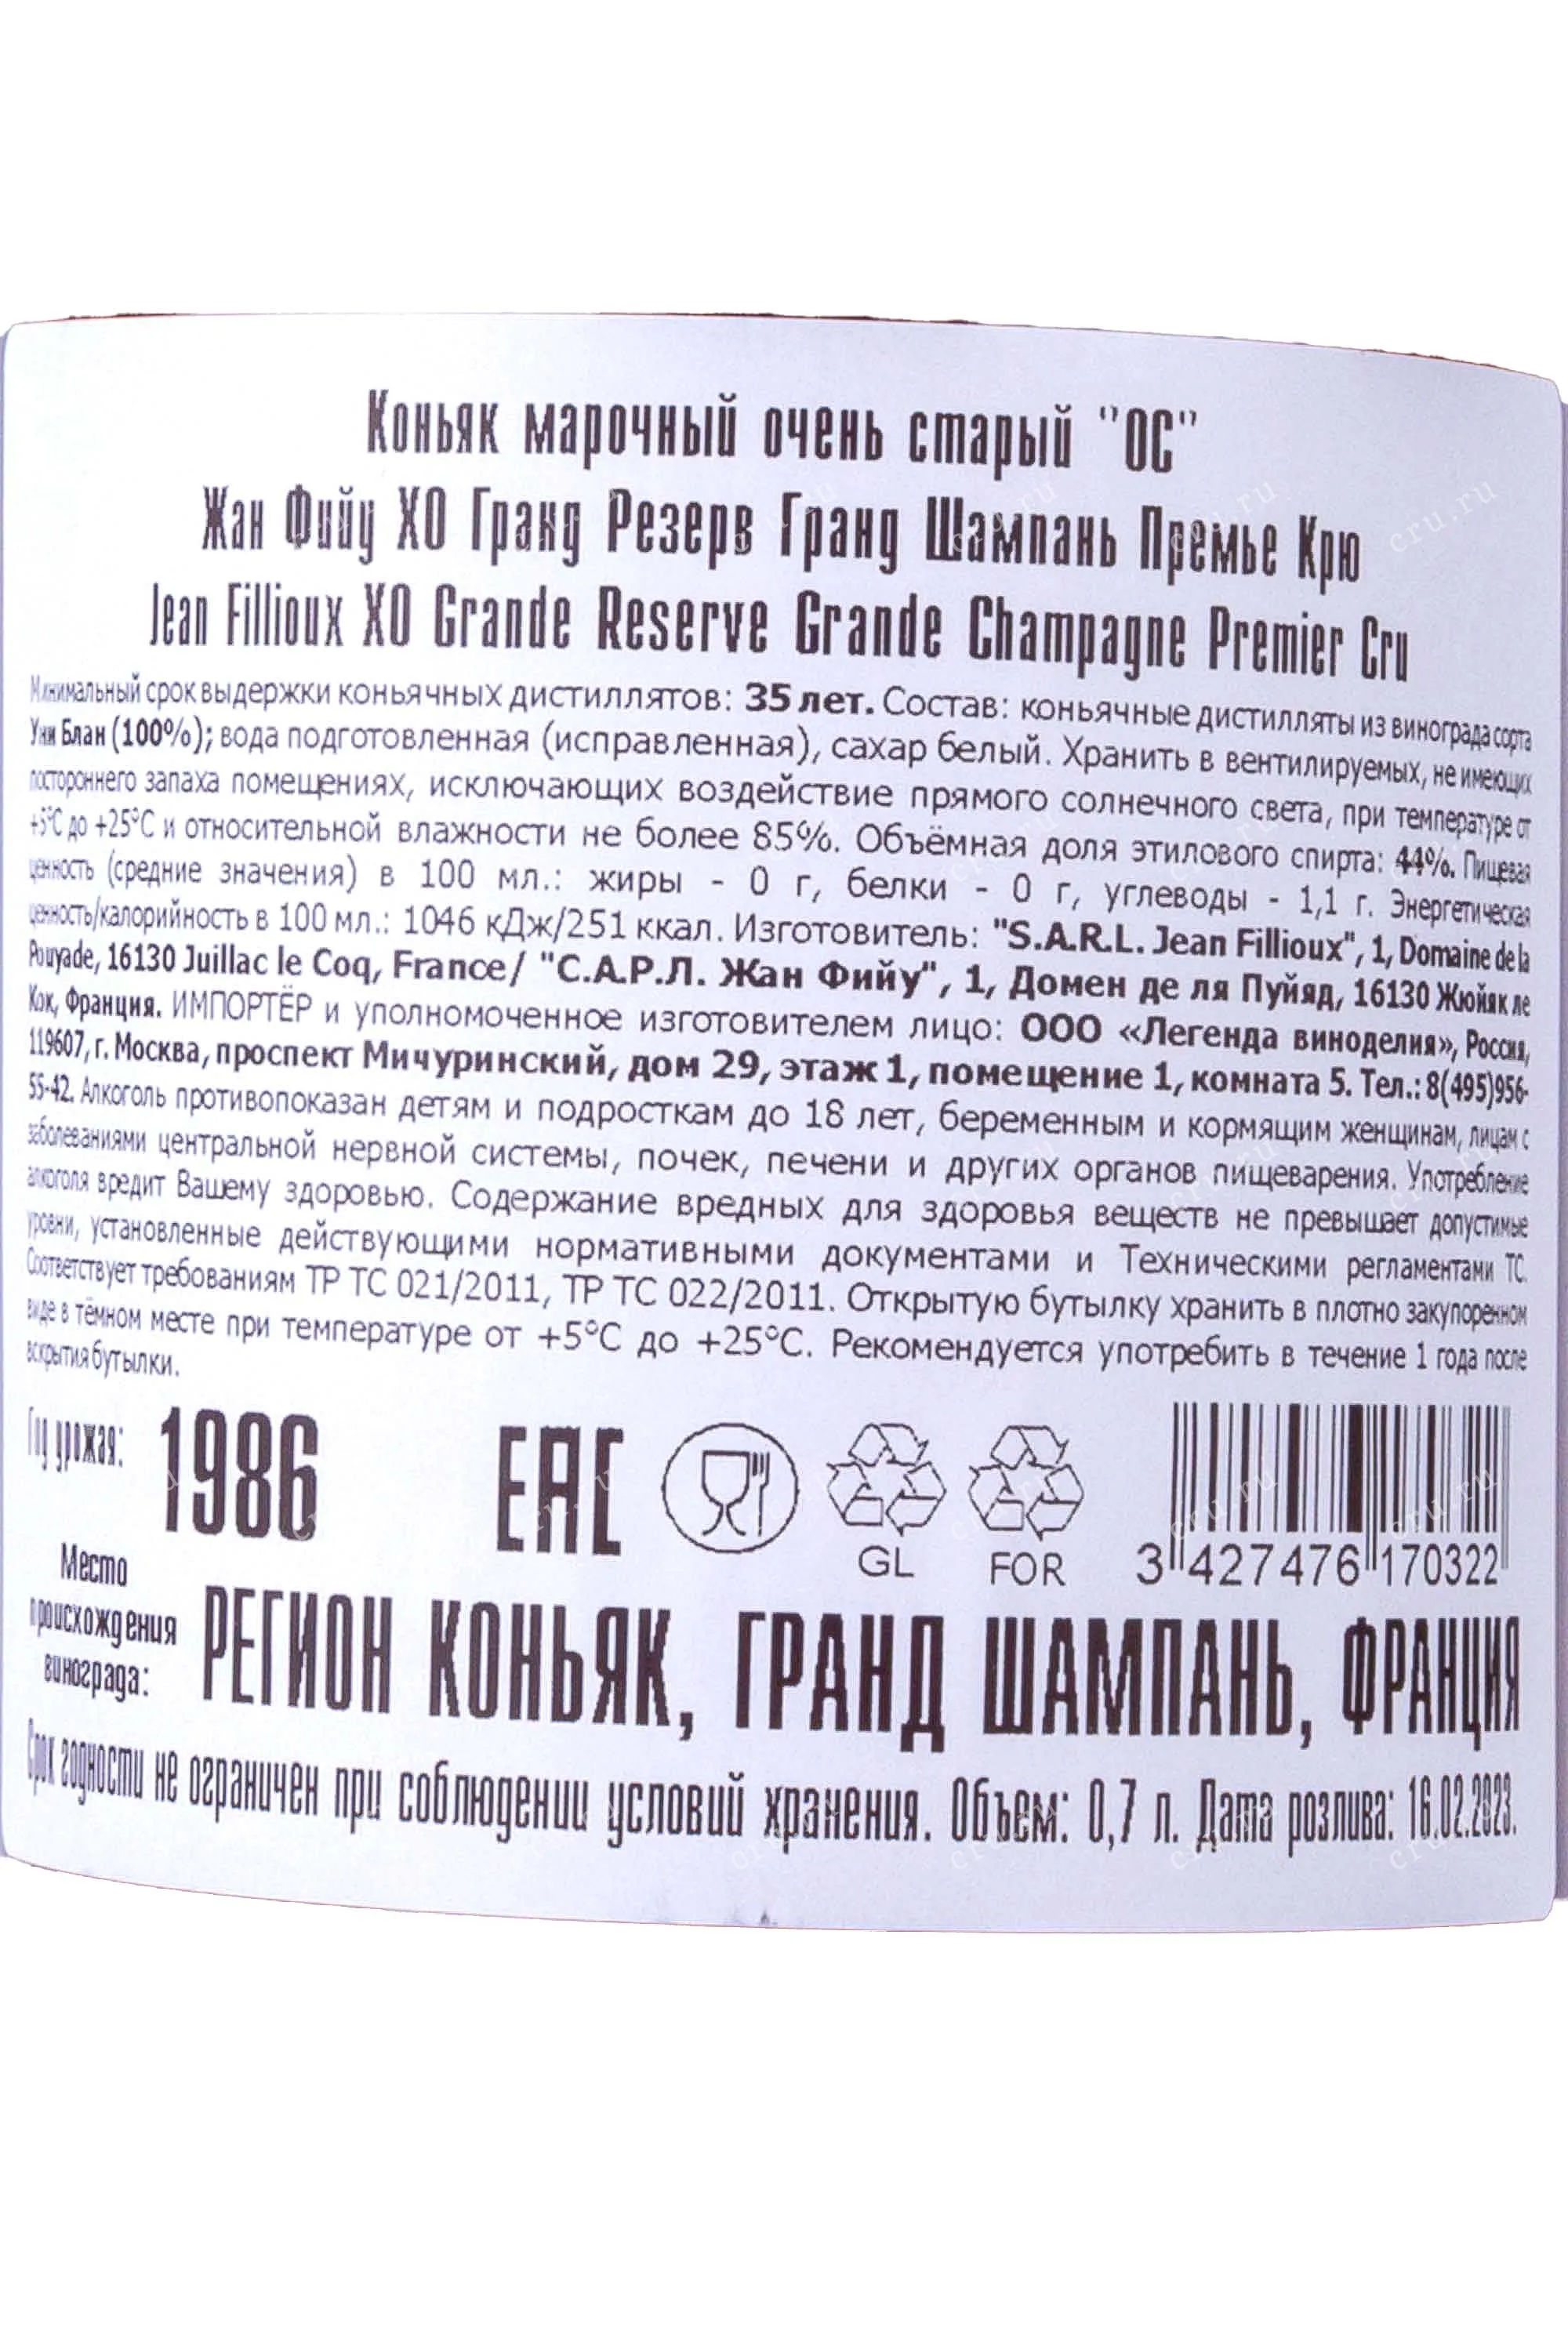 Коньяк марочный очень старый "ОС"
Жан Фийу ХО Гранд Резерв Гранд Шампань Премье Крю
Jean Fillioux XO Grande Reserve Grande Champagne Premier Cru
Минимальный срок выдержки коньячных дистиллятов: 35 лет. Состав: коньячные дистилляты из винограда сорта
Уни Блан (100%); вода подготовленная (исправленная), сахар белый. Хранить в вентилируемых, не имеющих
постороннего запаха помещениях, исключающих воздействие прямого солнечного света, при температуре от
+5°C до +25°C и относительной влажности не более 85%. Объёмная доля этилового спирта: 44%. Пищевая
ценность (средние значения) в 100 мл.: жиры - 0 г, белки - 0 г, углеводы - 1,1 г. Энергетическая
ценность/калорийность в 100 мл.: 1046 кДж/251 ккал. Изготовитель: "S.A.R.L. Jean Fillioux", 1, Domaine de la
Pouyade, 16130 Juillac le Coq, France/ "С.А.Р.Л. Жан Фийу", 1, Домен де ля Пуйяд, 16130 Жюйяк ле
Кок, Франция. ИМПОРТЁР и уполномоченное изготовителем лицо: ООО «Легенда виноделия», Россия,
119607, г. Москва, проспект Мичуринский, дом 29, этаж 1, помещение 1, комната 5. Тел.: 8(495)956-
55-42. Алкоголь противопоказан детям и подросткам до 18 лет, беременным и кормящим женщинам, лицам с
заболеваниями центральной нервной системы, почек, печени и других органов пищеварения. Употребление
алкоголя вредит Вашему здоровью. Содержание вредных для здоровья веществ не превышает допустимые
уровни, установленные действующими нормативными документами и Техническими регламентами ТС.
Соответствует требованиям ТР ТС 021/2011, ТР ТС 022/2011. Открытую бутылку хранить в плотно закупоренном
виде в тёмном месте при температуре от +5°C до +25°C. Рекомендуется употребить в течение 1 года после
вскрытия бутылки.
Год урожая: 1986
EAC
GL FOR
3 427476 170322
Место
происхождения
винограда:
РЕГИОН КОНЬЯК, ГРАНД ШАМПАНЬ, ФРАНЦИЯ
Срок годности не ограничен при соблюдении условий хранения. Объем: 0,7 л. Дата розлива: 16.02.2023.
cru.ru